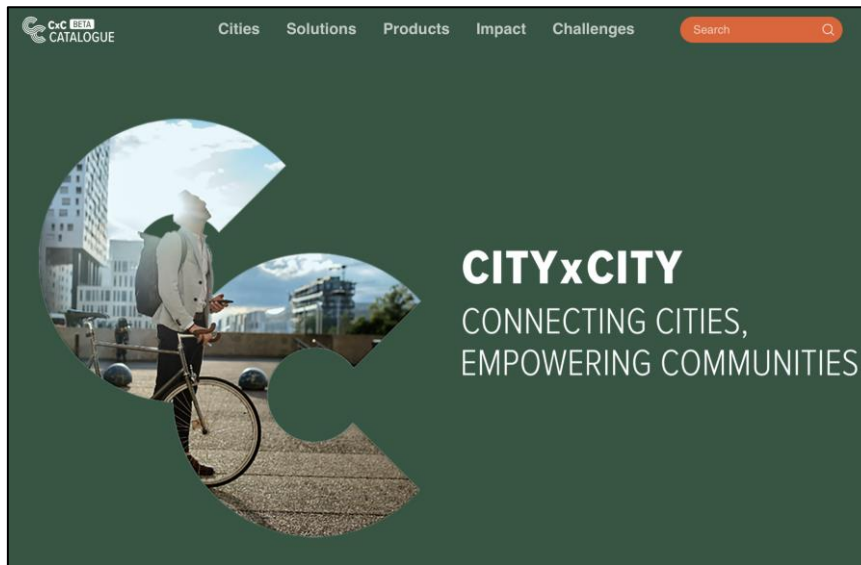 CxC BETA
CATALOGUE
Cities
Solutions
Products
Impact
Challenges
Search
CITYxCITY
CONNECTING CITIES,
EMPOWERING COMMUNITIES